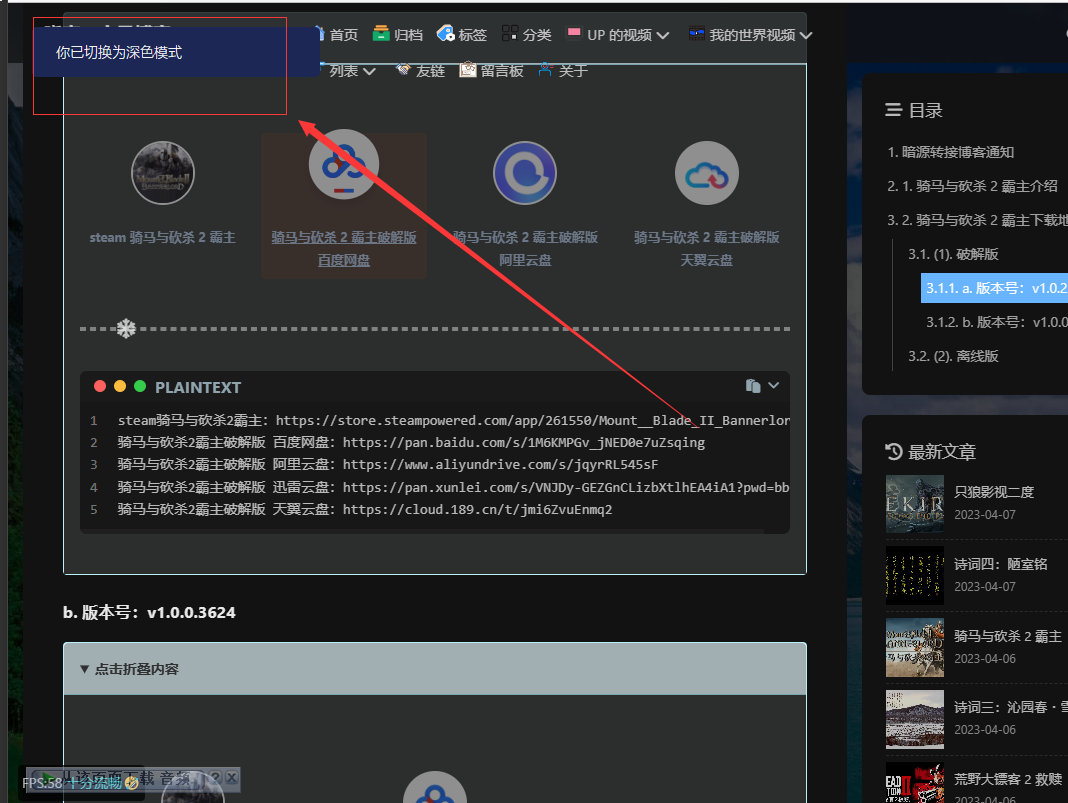 你已切换为深色模式
首页 归档 标签 分类 UP 的视频 我的世界视频
列表 友链 留言板 关于
steam 骑马与砍杀 2 霸主
骑马与砍杀 2 霸主破解版
百度网盘
骑马与砍杀 2 霸主破解版
阿里云盘
骑马与砍杀 2 霸主破解版
天翼云盘
PLAINTEXT
1 steam骑马与砍杀2霸主：https://store.steampowered.com/app/261550/Mount__Blade_II_Bannerlor
2 骑马与砍杀2霸主破解版 百度网盘：https://pan.baidu.com/s/1M6KMPGv_jNED0e7uZsqing
3 骑马与砍杀2霸主破解版 阿里云盘：https://www.aliyundrive.com/s/jqyrRL545sF
4 骑马与砍杀2霸主破解版 迅雷云盘：https://pan.xunlei.com/s/VNJDy-GEZGnCLizbXtlhEA4iA1?pwd=bb
5 骑马与砍杀2霸主破解版 天翼云盘：https://cloud.189.cn/t/jmi6ZvuEnmq2
b. 版本号：v1.0.0.3624
▼ 点击折叠内容
FPS:58 十分流畅
目录
1. 暗源转接博客通知
2. 1. 骑马与砍杀 2 霸主介绍
3. 2. 骑马与砍杀 2 霸主下载地
3.1. (1). 破解版
3.1.1. a. 版本号：v1.0.2
3.1.2. b. 版本号：v1.0.0
3.2. (2). 离线版
最新文章
只狼影视二度
2023-04-07
诗词四：陋室铭
2023-04-07
骑马与砍杀 2 霸主
2023-04-06
诗词三：沁园春 · 雪
2023-04-06
荒野大镖客 2 救赎
2023-04-06